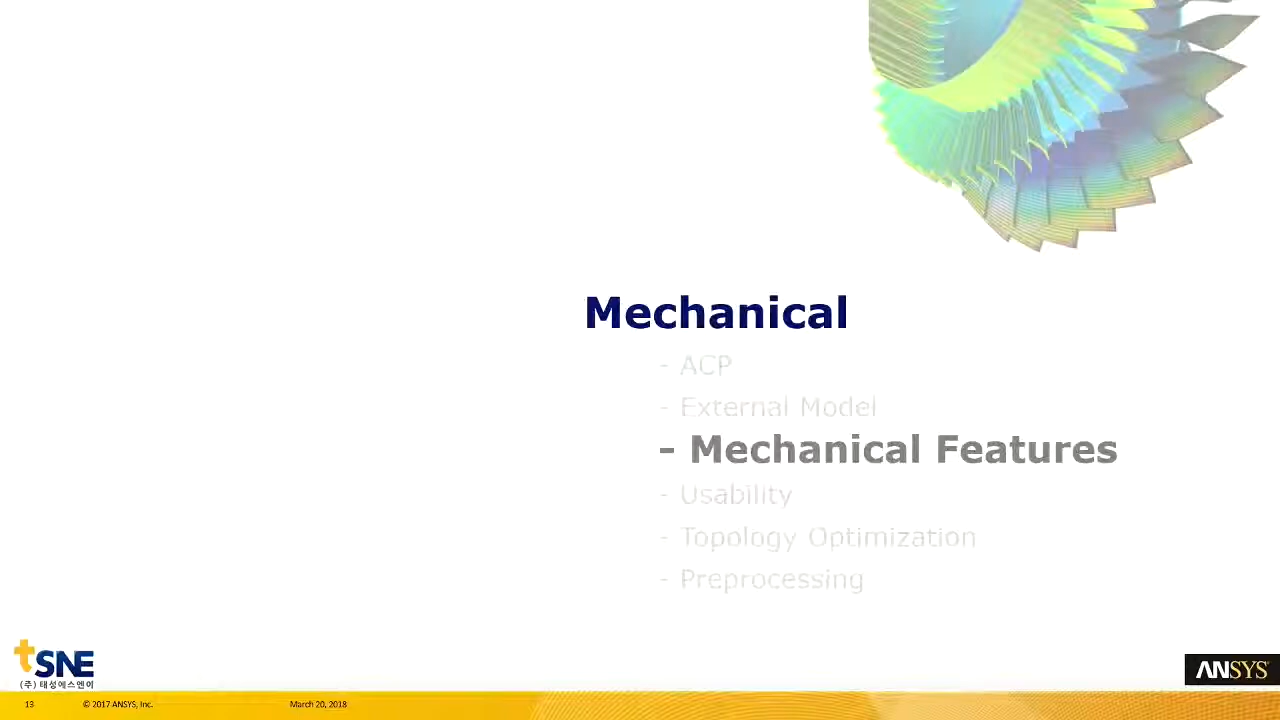 Mechanical
- ACP
- External Model
- Mechanical Features
- Usability
- Topology Optimization
- Preprocessing
tSNE
(주)태성에스엔이
ANSYS
13 © 2017 ANSYS, Inc. March 20, 2018